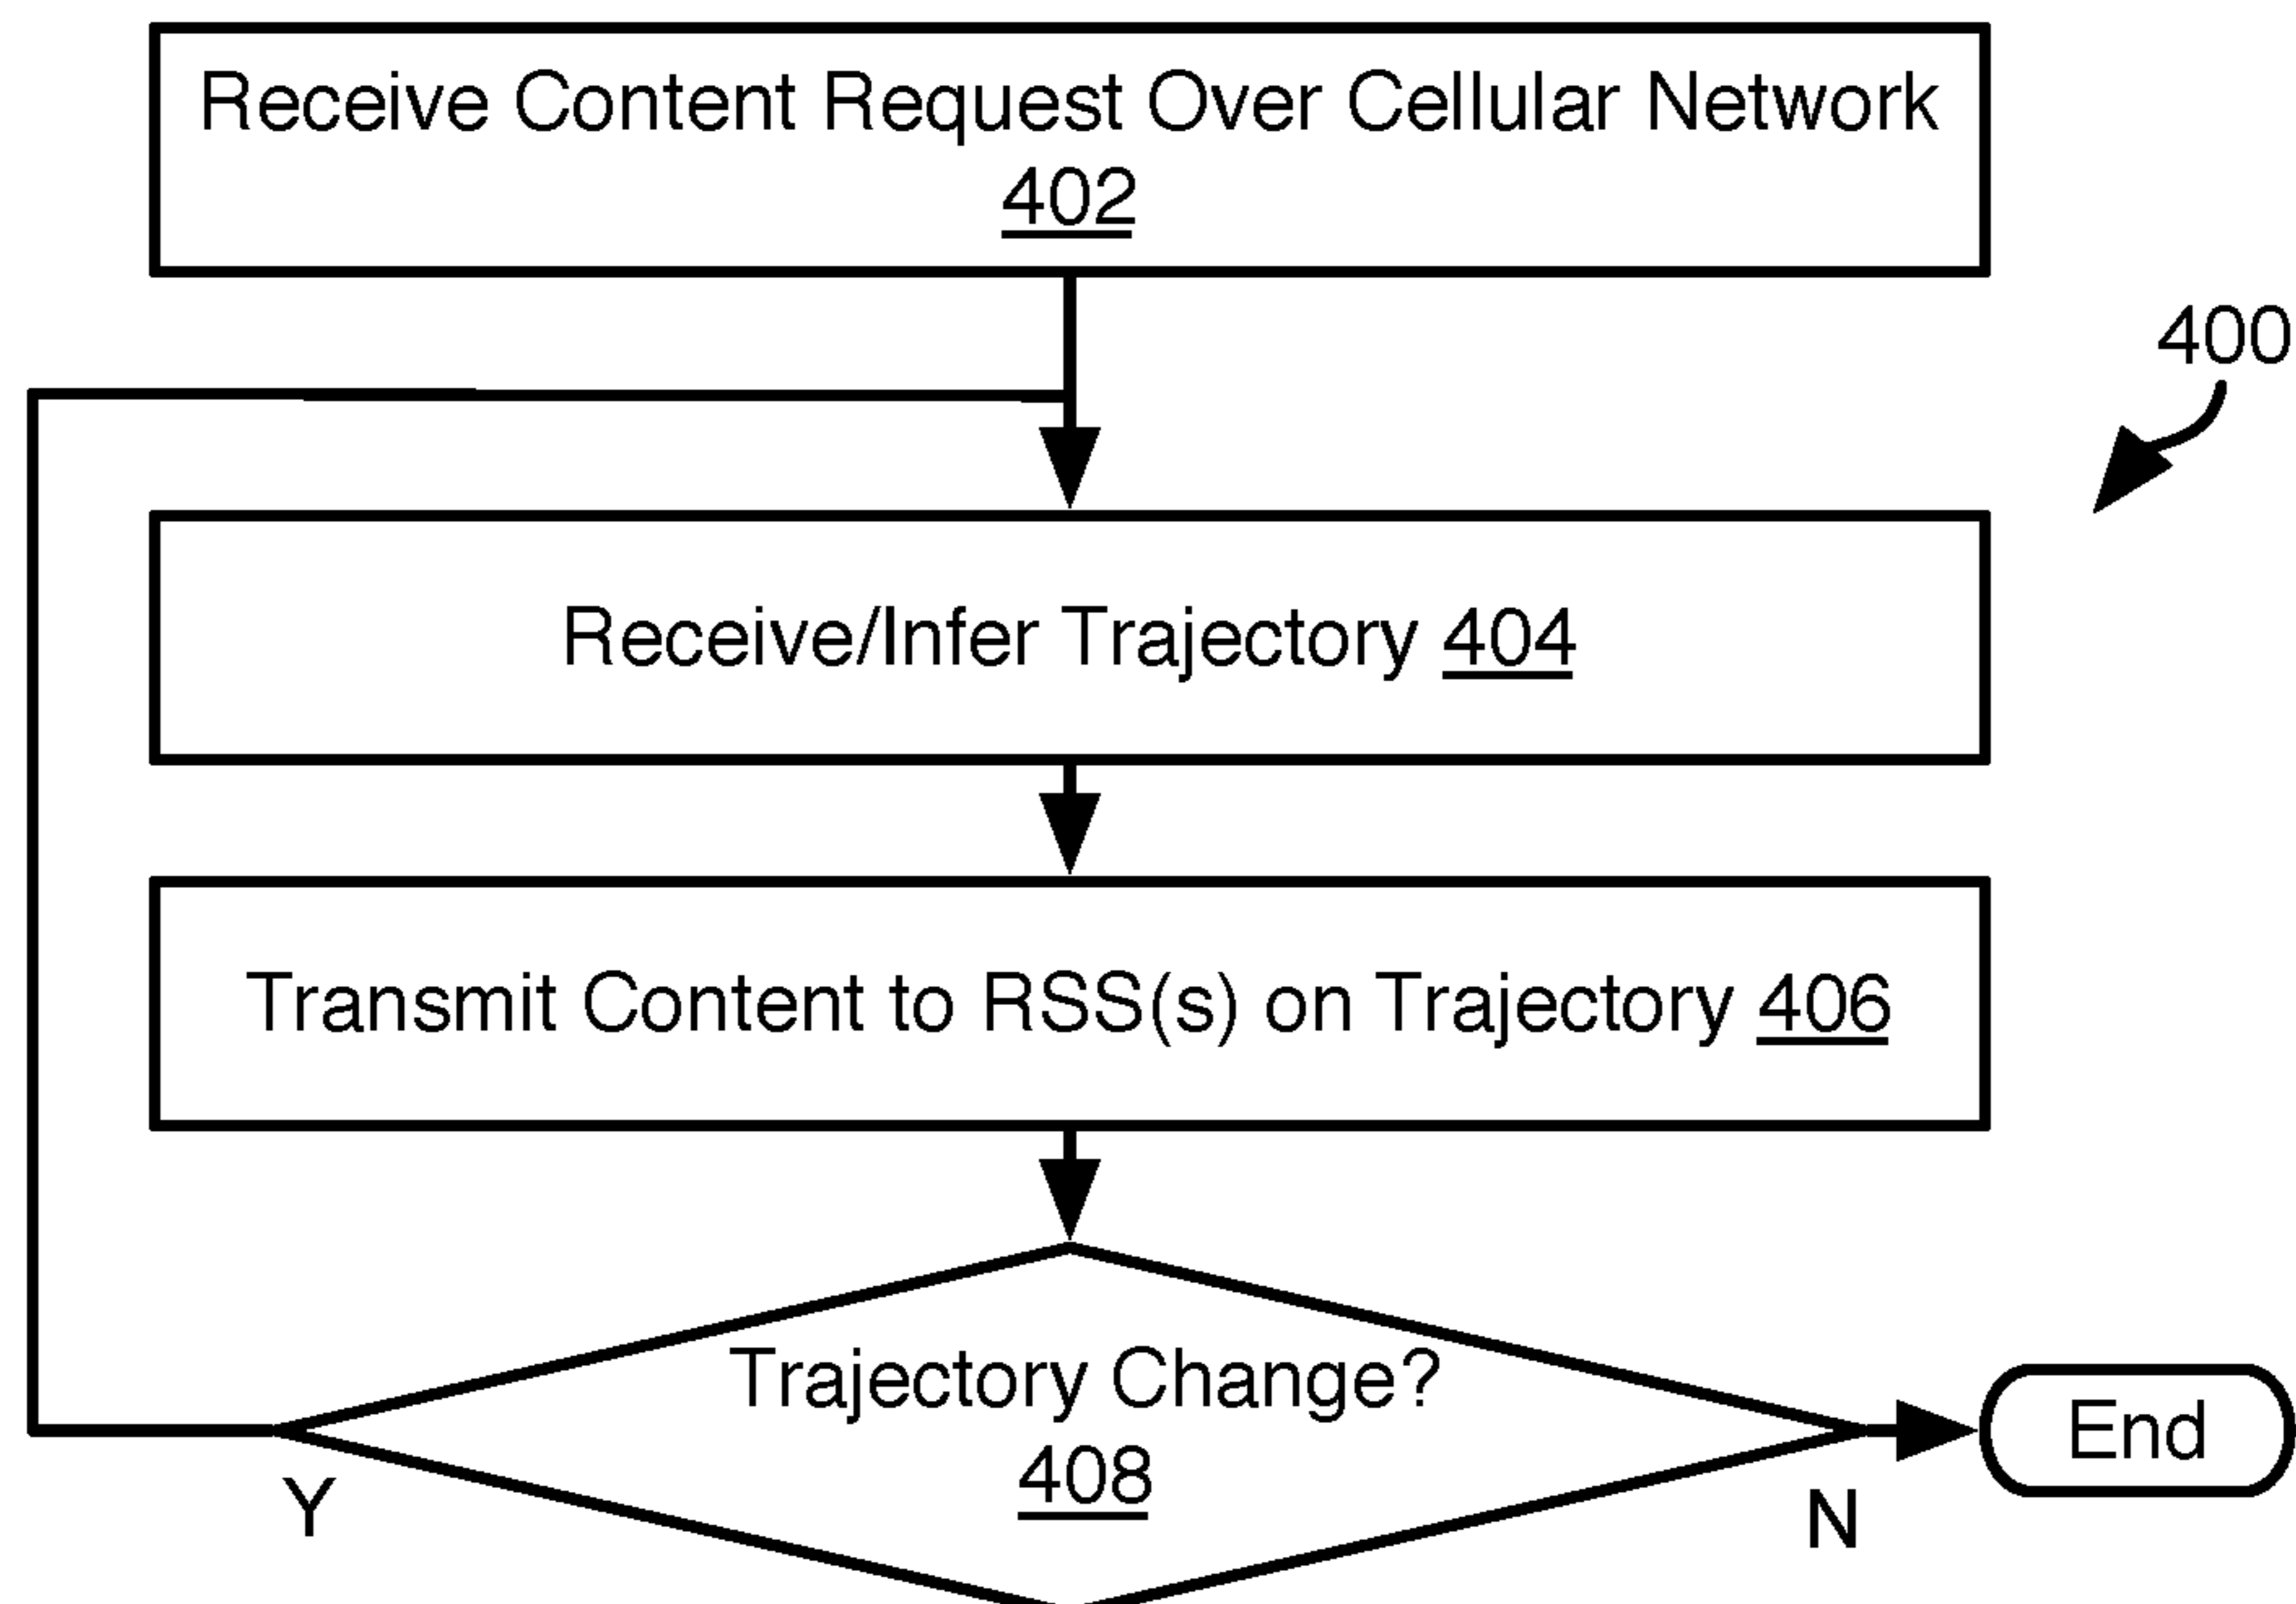 Receive Content Request Over Cellular Network
402
400
Receive/Infer Trajectory 404
Transmit Content to RSS(s) on Trajectory 406
Trajectory Change?
408
Y
N
End